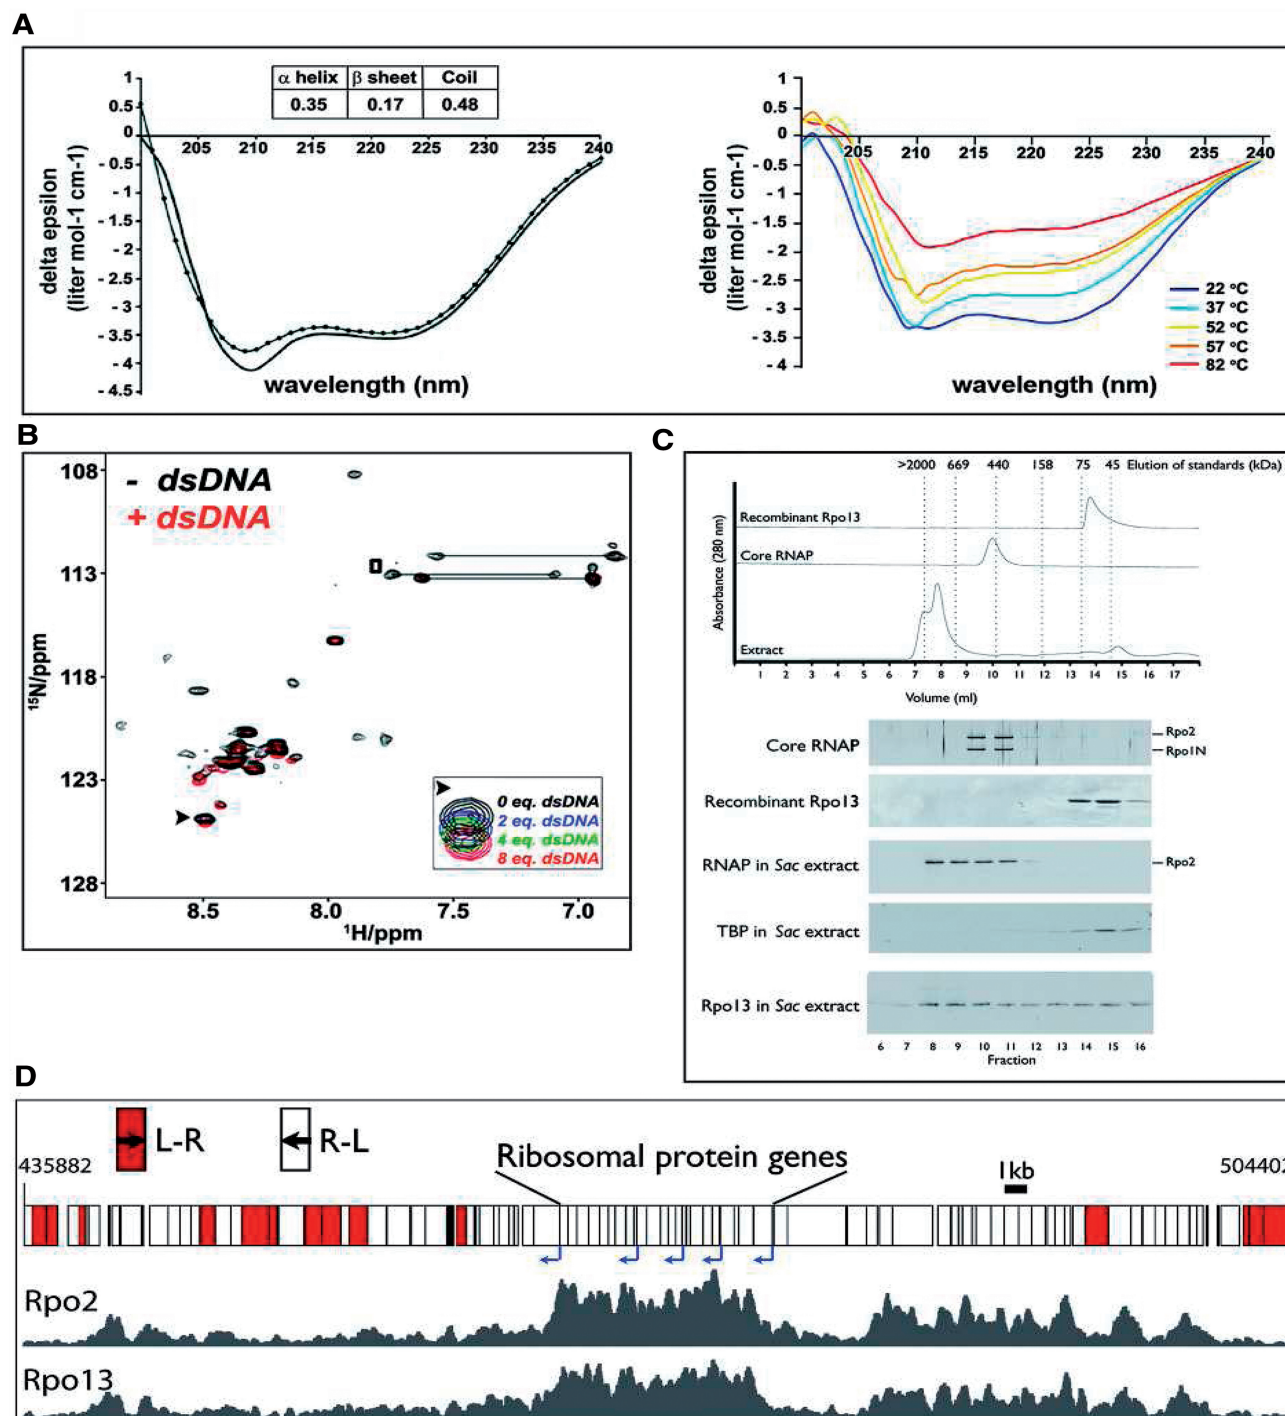 A
α helix β sheet Coil
0.35 0.17 0.48
1
0.5
0
-0.5
-1
-1.5
-2
-2.5
-3
-3.5
-4
-4.5
205 210 215 220 225 230 235 240
delta epsilon
(liter mol-1 cm-1)
wavelength (nm)
1
0.5
0
-0.5
-1
-1.5
-2
-2.5
-3
-3.5
-4
205 210 215 220 225 230 235 240
delta epsilon
(liter mol-1 cm-1)
wavelength (nm)
22 °C
37 °C
52 °C
57 °C
82 °C
B
- dsDNA
+ dsDNA
108
113
118
123
128
15N/ppm
8.5 8.0 7.5 7.0
1H/ppm
0 eq. dsDNA
2 eq. dsDNA
4 eq. dsDNA
8 eq. dsDNA
C
>2000 669 440 158 75 45 Elution of standards (kDa)
Recombinant Rpo13
Core RNAP
Extract
Absorbance (280 nm)
1 2 3 4 5 6 7 8 9 10 11 12 13 14 15 16 17
Volume (ml)
Core RNAP
Rpo2
Rpo1N
Recombinant Rpo13
RNAP in Sac extract
Rpo2
TBP in Sac extract
Rpo13 in Sac extract
6 7 8 9 10 11 12 13 14 15 16
Fraction
D
L-R
R-L
435882
Ribosomal protein genes
1kb
504402
Rpo2
Rpo13